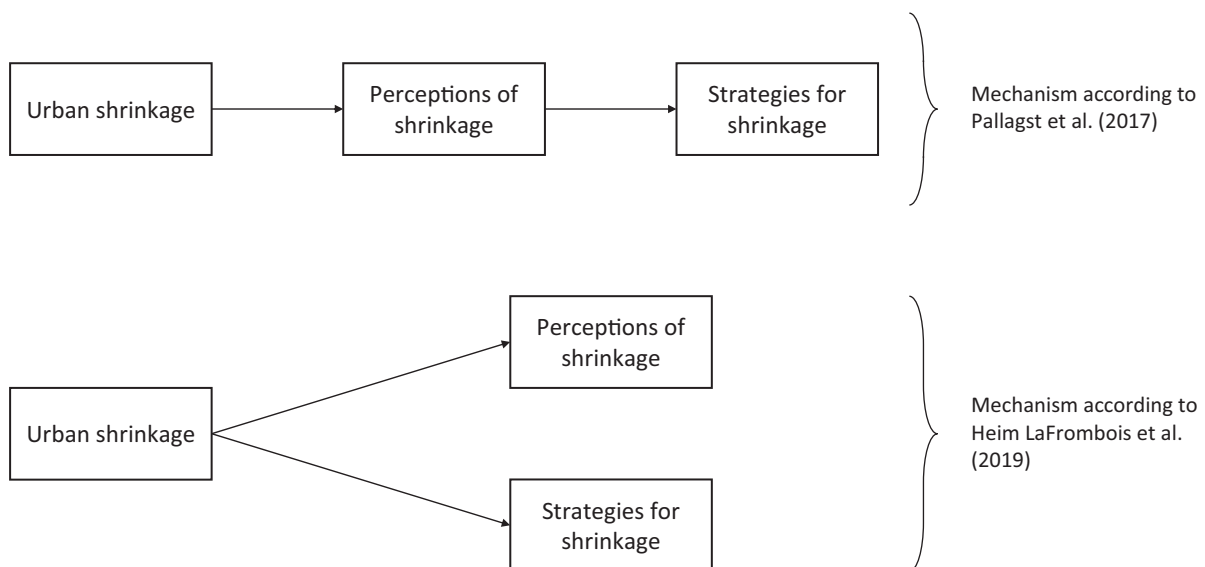 Urban shrinkage
Perceptions of
shrinkage
Strategies for
shrinkage
Mechanism according to
Pallagst et al. (2017)
Urban shrinkage
Perceptions of
shrinkage
Strategies for
shrinkage
Mechanism according to
Heim LaFrombois et al.
(2019)